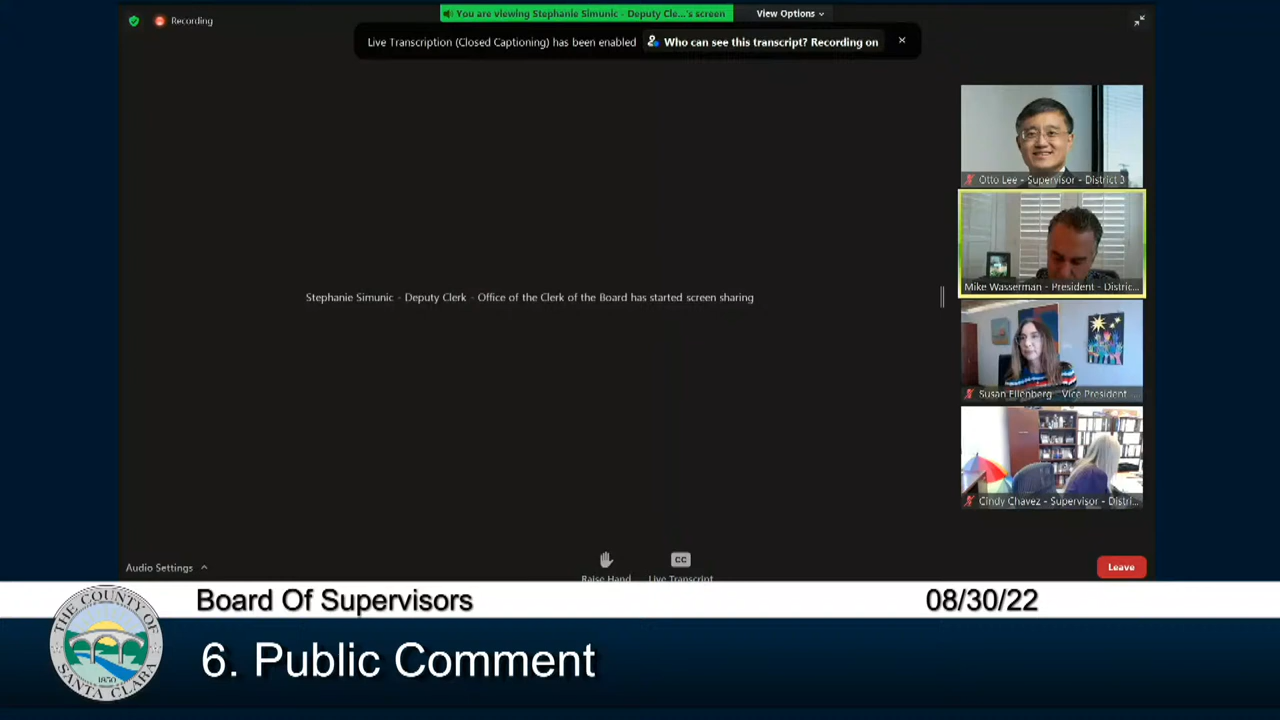 You are viewing Stephanie Simunic - Deputy Cle...'s screen
View Options
Recording
Live Transcription (Closed Captioning) has been enabled
Who can see this transcript? Recording on
Otto Lee - Supervisor - District 3
Mike Wasserman - President - Distric...
Stephanie Simunic - Deputy Clerk - Office of the Clerk of the Board has started screen sharing
Susan Ellenberg - Vice President
Cindy Chavez - Supervisor - Distri...
Audio Settings
Raise Hand
CC
Live Transcript
Leave
Board Of Supervisors
08/30/22
6. Public Comment
THE COUNTY OF
SANTA CLARA
1850